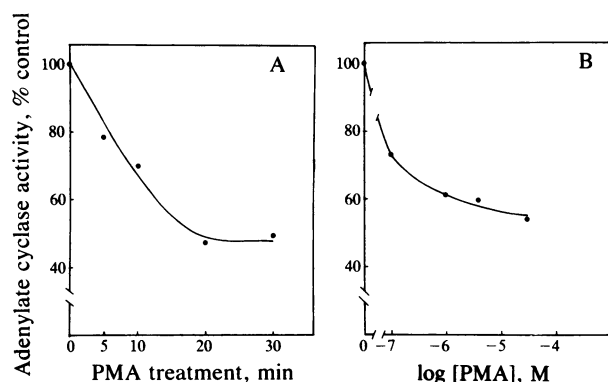 Adenylate cyclase activity, % control
A
100
80
60
40
0 5 10 20 30
PMA treatment, min
B
100
80
60
40
0 −7 −6 −5 −4
log [PMA], M